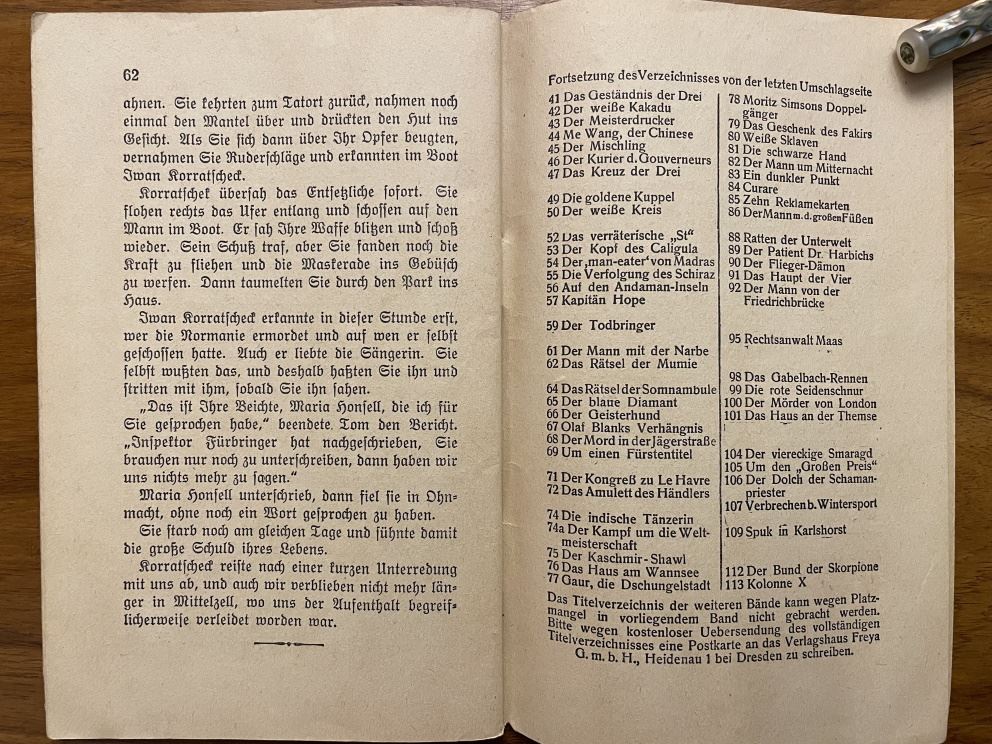 62
ahnen. Sie kehrten zum Tatort zurück, nahmen noch
einmal den Mantel über und drückten den Hut ins
Gesicht. Als Sie sich dann über Ihr Opfer beugten,
vernahmen Sie Ruderschläge und erkannten im Boot
Iwan Korratscheck.
Korratschek übersah das Entsetzliche sofort. Sie
flohen rechts das Ufer entlang und schossen auf den
Mann im Boot. Er sah Ihre Waffe blitzen und schoß
wieder. Sein Schuß traf, aber Sie fanden noch die
Kraft zu fliehen und die Maskerade ins Gebüsch
zu werfen. Dann taumelten Sie durch den Park ins
Haus.
Iwan Korratscheck erkannte in dieser Stunde erst,
wer die Normanie ermordet und auf wen er selbst
geschossen hatte. Auch er liebte die Sängerin. Sie
selbst wußten das, und deshalb haßten Sie ihn und
stritten mit ihm, sobald Sie ihn sahen.
„Das ist Ihre Beichte, Maria Honsell, die ich für
Sie gesprochen habe,“ beendete Tom den Bericht.
„Inspektor Fürbringer hat nachgeschrieben, Sie
brauchen nur noch zu unterschreiben, dann haben wir
uns nichts mehr zu sagen.“
Maria Honsell unterschrieb, dann fiel sie in Ohn-
macht, ohne noch ein Wort gesprochen zu haben.
Sie starb noch am gleichen Tage und sühnte damit
die große Schuld ihres Lebens.
Korratscheck reiste nach einer kurzen Unterredung
mit uns ab, und auch wir verblieben nicht mehr län-
ger in Mittelzell, wo uns der Aufenthalt begreif-
licherweise verleidet worden war.
Fortsetzung des Verzeichnisses von der letzten Umschlagseite
41 Das Geständnis der Drei
42 Der weiße Kakadu
43 Der Meisterdrucker
44 Me Wang, der Chinese
45 Der Mischling
46 Der Kurier d. Gouverneurs
47 Das Kreuz der Drei
49 Die goldene Kuppel
50 Der weiße Kreis
52 Das verräterische „St“
53 Der Kopf des Caligula
54 Der ‚man-eater‘ von Madras
55 Die Verfolgung des Schiraz
56 Auf den Andaman-Inseln
57 Kapitän Hope
59 Der Todbringer
61 Der Mann mit der Narbe
62 Das Rätsel der Mumie
64 Das Rätsel der Somnambule
65 Der blaue Diamant
66 Der Geisterhund
67 Olaf Blanks Verhängnis
68 Der Mord in der Jägerstraße
69 Um einen Fürstentitel
71 Der Kongreß zu Le Havre
72 Das Amulett des Händlers
74 Die indische Tänzerin
74a Der Kampf um die Welt-
meisterschaft
75 Der Kaschmir-Shawl
76 Das Haus am Wannsee
77 Gaur, die Dschungelstadt
78 Moritz Simsons Doppel-
gänger
79 Das Geschenk des Fakirs
80 Weiße Sklaven
81 Die schwarze Hand
82 Der Mann um Mitternacht
83 Ein dunkler Punkt
84 Curare
85 Zehn Reklamekarten
86 Der Mann m. d. großen Füßen
88 Ratten der Unterwelt
89 Der Patient Dr. Harbichs
90 Der Flieger-Dämon
91 Das Haupt der Vier
92 Der Mann von der
Friedrichbrücke
95 Rechtsanwalt Maas
98 Das Gabelbach-Rennen
99 Die rote Seidenschnur
100 Der Mörder von London
101 Das Haus an der Themse
104 Der viereckige Smaragd
105 Um den „Großen Preis“
106 Der Dolch der Schaman-
priester
107 Verbrechen b. Wintersport
109 Spuk in Karlshorst
112 Der Bund der Skorpione
113 Kolonne X
Das Titelverzeichnis der weiteren Bände kann wegen Platz-
mangel in vorliegendem Band nicht gebracht werden.
Bitte wegen kostenloser Uebersendung des vollständigen
Titelverzeichnisses eine Postkarte an das Verlagshaus Freya
G. m. b. H., Heidenau 1 bei Dresden zu schreiben.